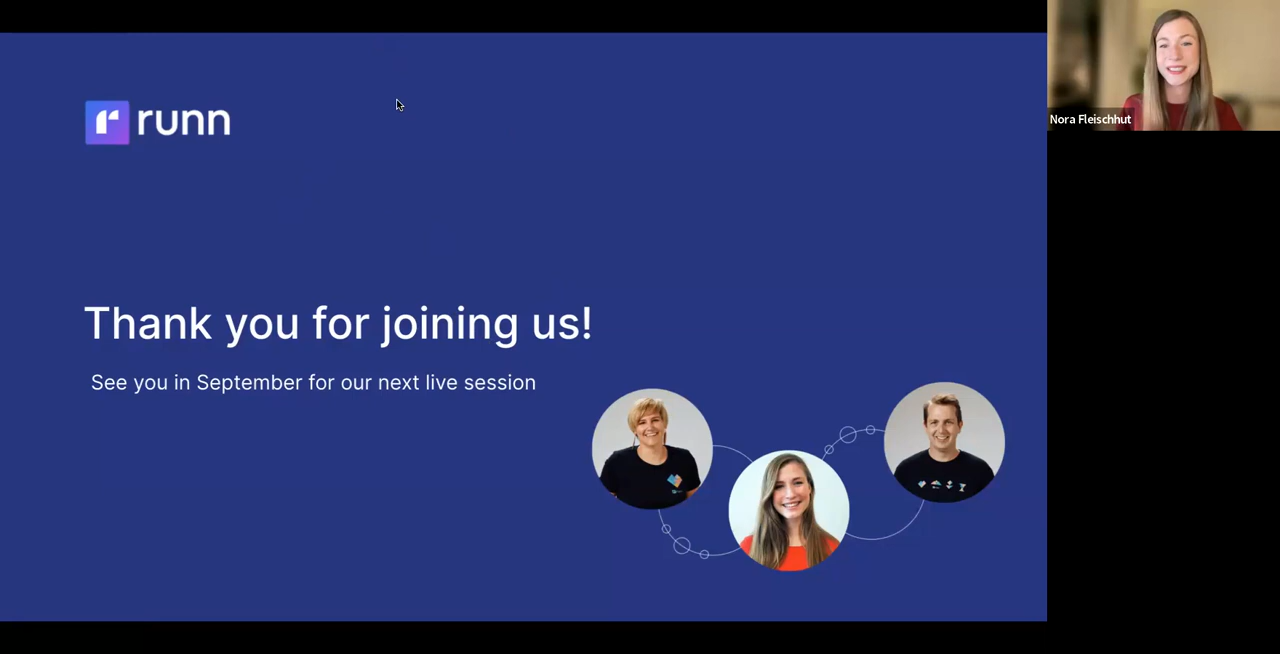 runn
Nora Fleischhut
Thank you for joining us!
See you in September for our next live session